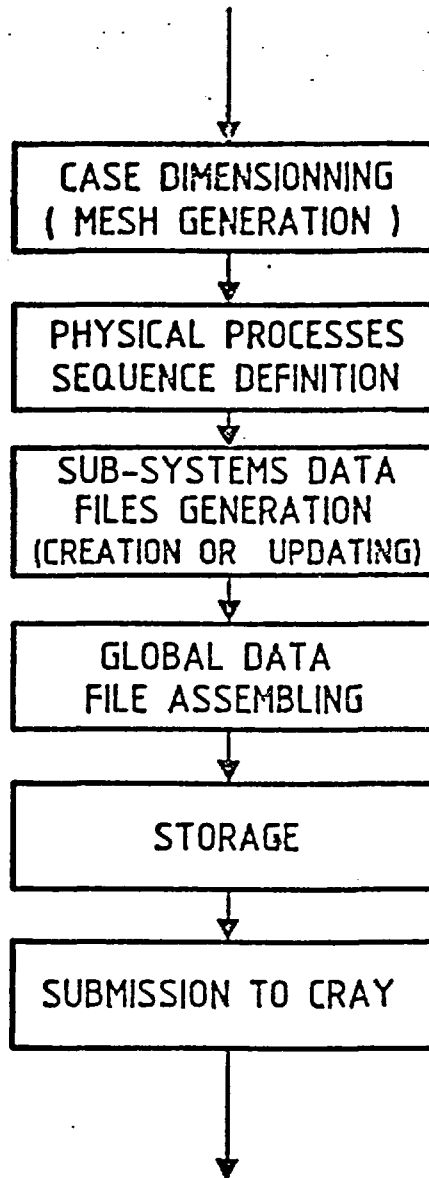 CASE DIMENSIONNING
( MESH GENERATION )
PHYSICAL PROCESSES
SEQUENCE DEFINITION
SUB-SYSTEMS DATA
FILES GENERATION
(CREATION OR UPDATING)
GLOBAL DATA
FILE ASSEMBLING
STORAGE
SUBMISSION TO CRAY